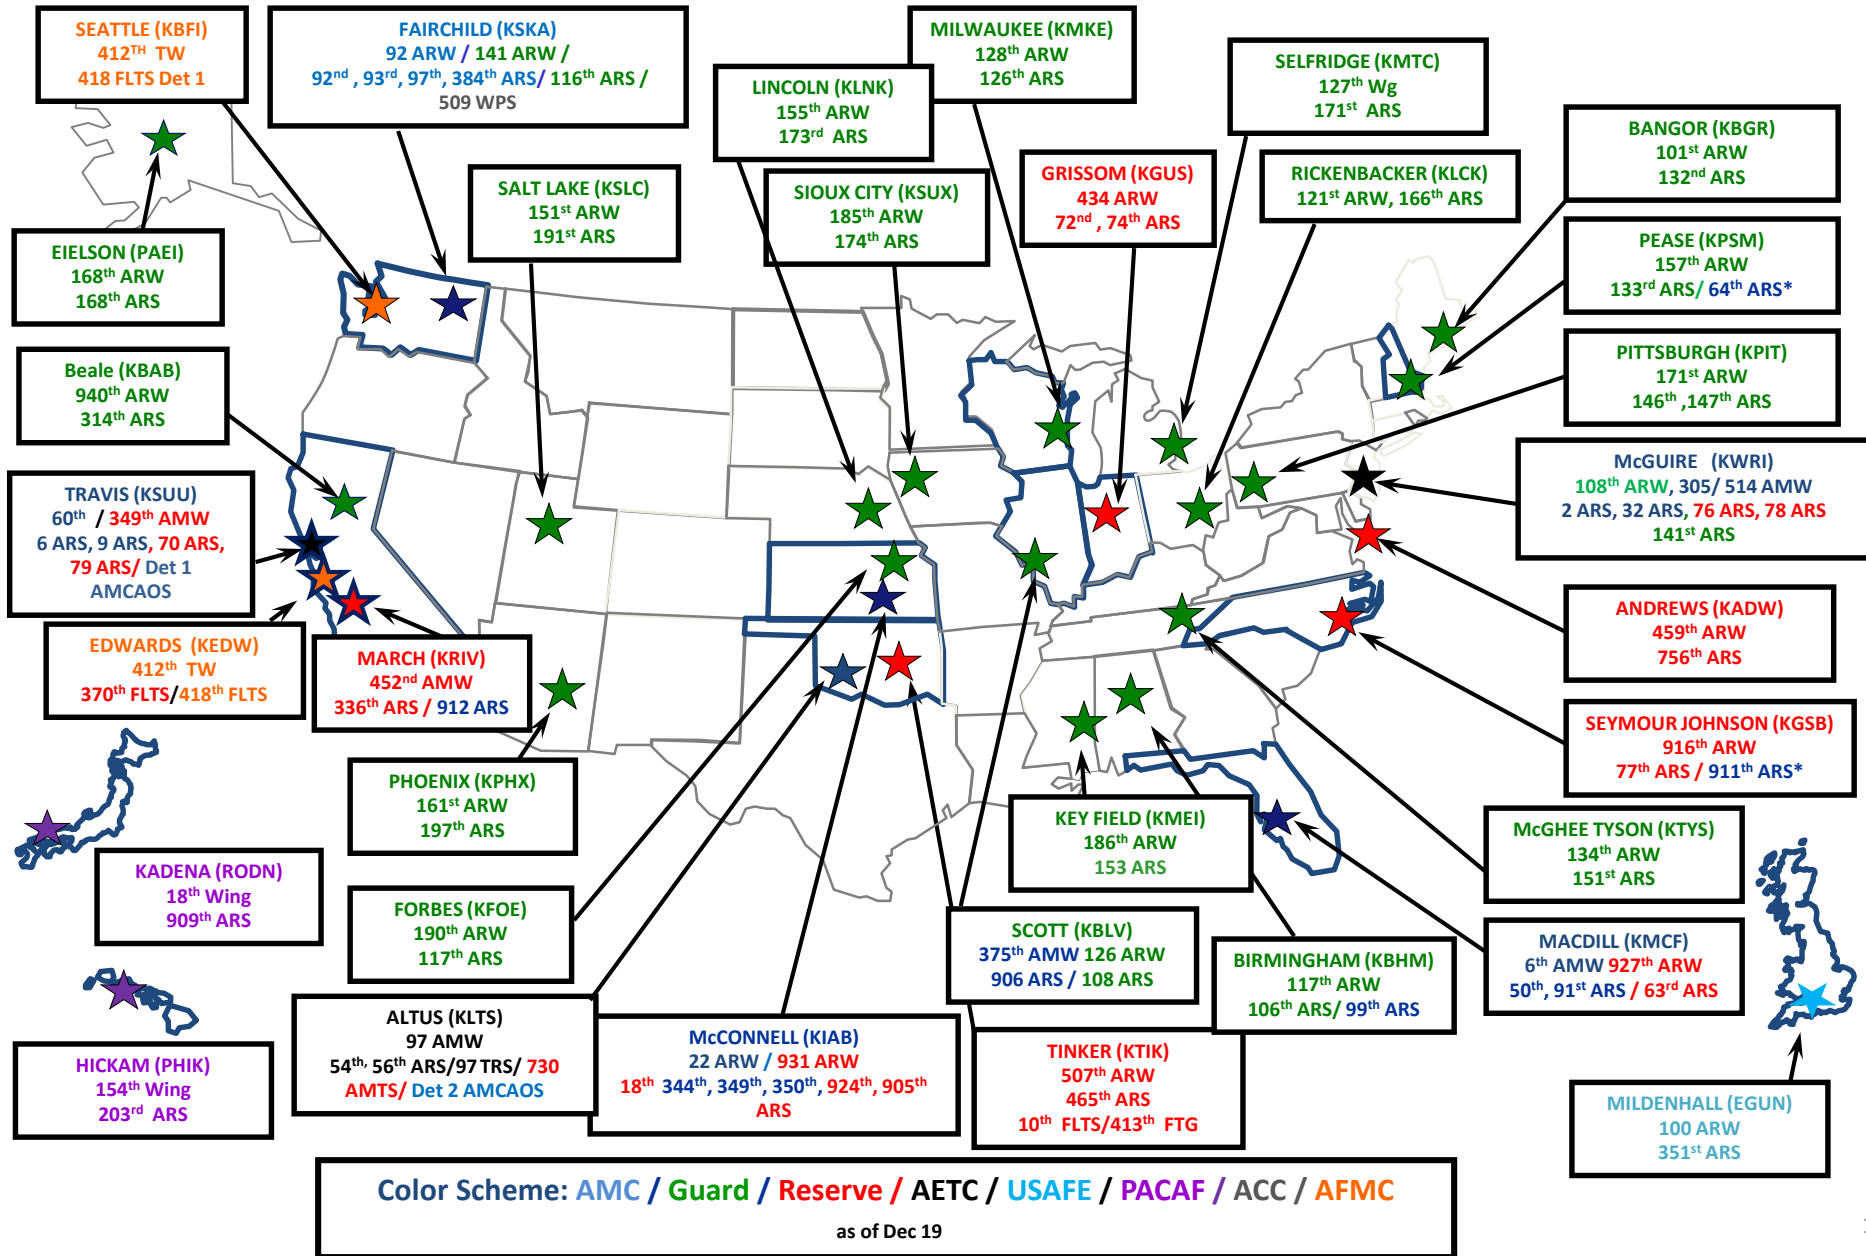 SEATTLE (KBFI)
412TH TW
418 FLTS Det 1
FAIRCHILD (KSKA)
92 ARW / 141 ARW /
92nd , 93rd, 97th, 384th ARS/ 116th ARS /
509 WPS
MILWAUKEE (KMKE)
128th ARW
126th ARS
LINCOLN (KLNK)
155th ARW
173rd ARS
SELFRIDGE (KMTC)
127th Wg
171st ARS
BANGOR (KBGR)
101st ARW
132nd ARS
SALT LAKE (KSLC)
151st ARW
191st ARS
SIOUX CITY (KSUX)
185th ARW
174th ARS
GRISSOM (KGUS)
434 ARW
72nd , 74th ARS
RICKENBACKER (KLCK)
121st ARW, 166th ARS
EIELSON (PAEI)
168th ARW
168th ARS
PEASE (KPSM)
157th ARW
133rd ARS/ 64th ARS*
Beale (KBAB)
940th ARW
314th ARS
PITTSBURGH (KPIT)
171st ARW
146th ,147th ARS
TRAVIS (KSUU)
60th / 349th AMW
6 ARS, 9 ARS, 70 ARS,
79 ARS/ Det 1
AMCAOS
McGUIRE (KWRI)
108th ARW, 305/ 514 AMW
2 ARS, 32 ARS, 76 ARS, 78 ARS
141st ARS
EDWARDS (KEDW)
412th TW
370th FLTS/418th FLTS
MARCH (KRIV)
452nd AMW
336th ARS / 912 ARS
ANDREWS (KADW)
459th ARW
756th ARS
SEYMOUR JOHNSON (KGSB)
916th ARW
77th ARS / 911th ARS*
PHOENIX (KPHX)
161st ARW
197th ARS
KEY FIELD (KMEI)
186th ARW
153 ARS
McGHEE TYSON (KTYS)
134th ARW
151st ARS
KADENA (RODN)
18th Wing
909th ARS
FORBES (KFOE)
190th ARW
117th ARS
SCOTT (KBLV)
375th AMW 126 ARW
906 ARS / 108 ARS
BIRMINGHAM (KBHM)
117th ARW
106th ARS/ 99th ARS
MACDILL (KMCF)
6th AMW 927th ARW
50th, 91st ARS / 63rd ARS
HICKAM (PHIK)
154th Wing
203rd ARS
ALTUS (KLTS)
97 AMW
54th, 56th ARS/97 TRS/ 730
AMTS/ Det 2 AMCAOS
McCONNELL (KIAB)
22 ARW / 931 ARW
18th 344th, 349th, 350th, 924th, 905th
ARS
TINKER (KTIK)
507th ARW
465th ARS
10th FLTS/413th FTG
MILDENHALL (EGUN)
100 ARW
351st ARS
Color Scheme: AMC / Guard / Reserve / AETC / USAFE / PACAF / ACC / AFMC
as of Dec 19